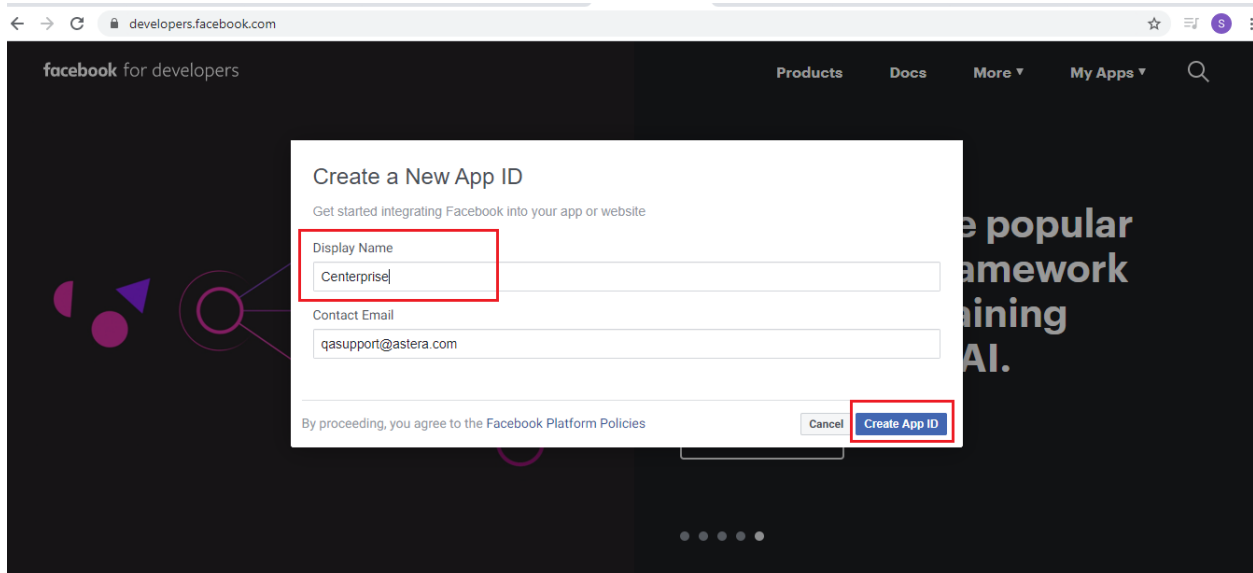 developers.facebook.com
S
facebook for developers
Products
Docs
More
My Apps
Create a New App ID
Get started integrating Facebook into your app or website
Display Name
Centerprise
Contact Email
qasupport@astera.com
By proceeding, you agree to the Facebook Platform Policies
Cancel
Create App ID
popular
AI.